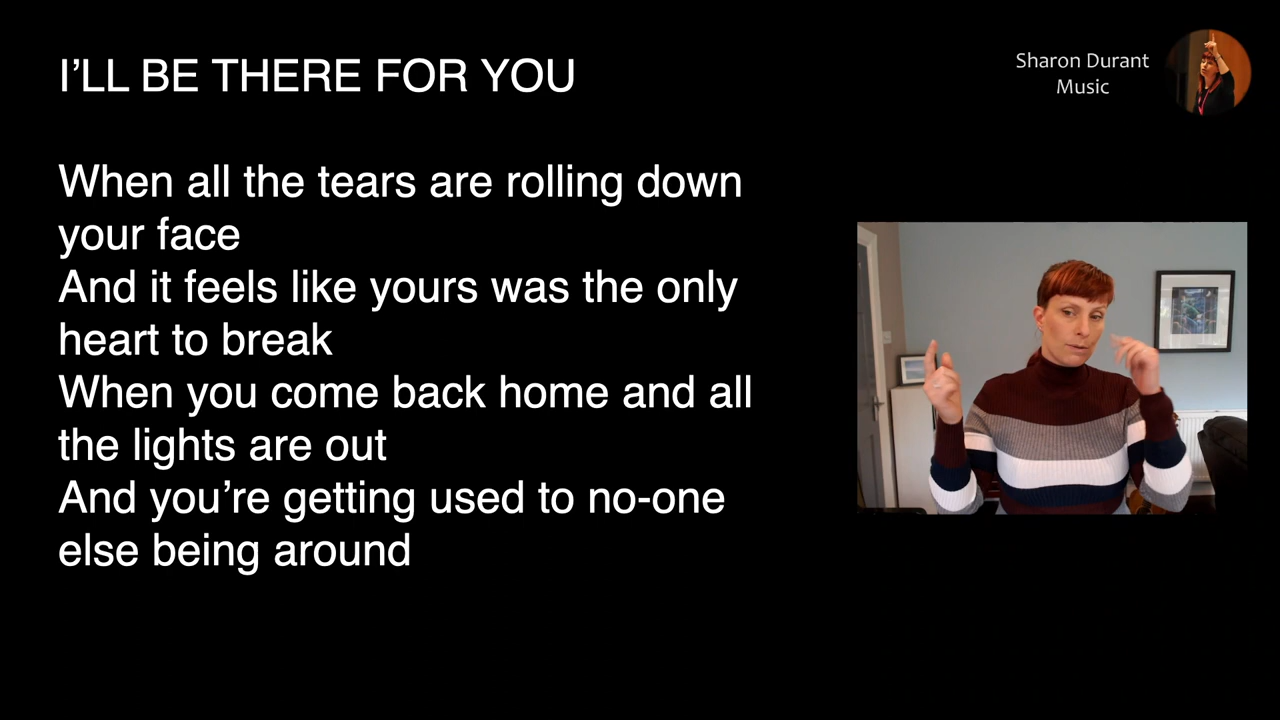 I’LL BE THERE FOR YOU
Sharon Durant
Music
When all the tears are rolling down
your face
And it feels like yours was the only
heart to break
When you come back home and all
the lights are out
And you’re getting used to no-one
else being around